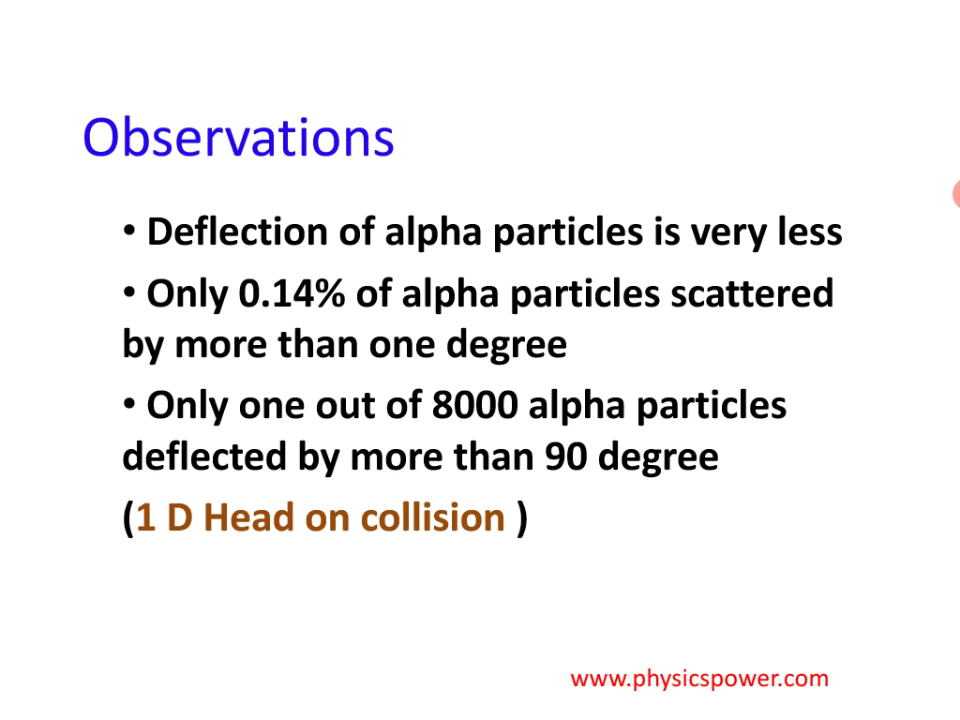 Observations
• Deflection of alpha particles is very less
• Only 0.14% of alpha particles scattered
by more than one degree
• Only one out of 8000 alpha particles
deflected by more than 90 degree
(1 D Head on collision )
www.physicspower.com